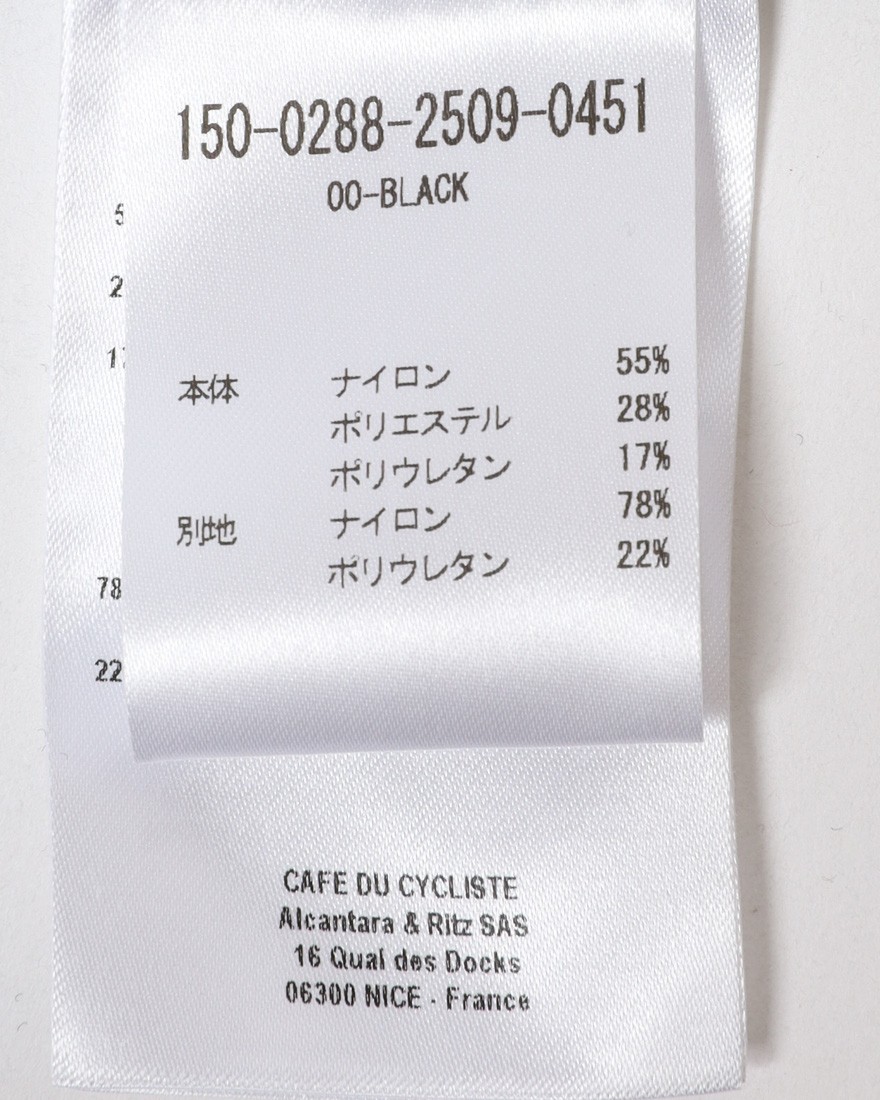 150-0288-2509-0451
00-BLACK
本体 ナイロン 55%
ポリエステル 28%
ポリウレタン 17%
別地 ナイロン 78%
ポリウレタン 22%
78
22
CAFE DU CYCLISTE
Alcantara & Ritz SAS
16 Quai des Docks
06300 NICE - France